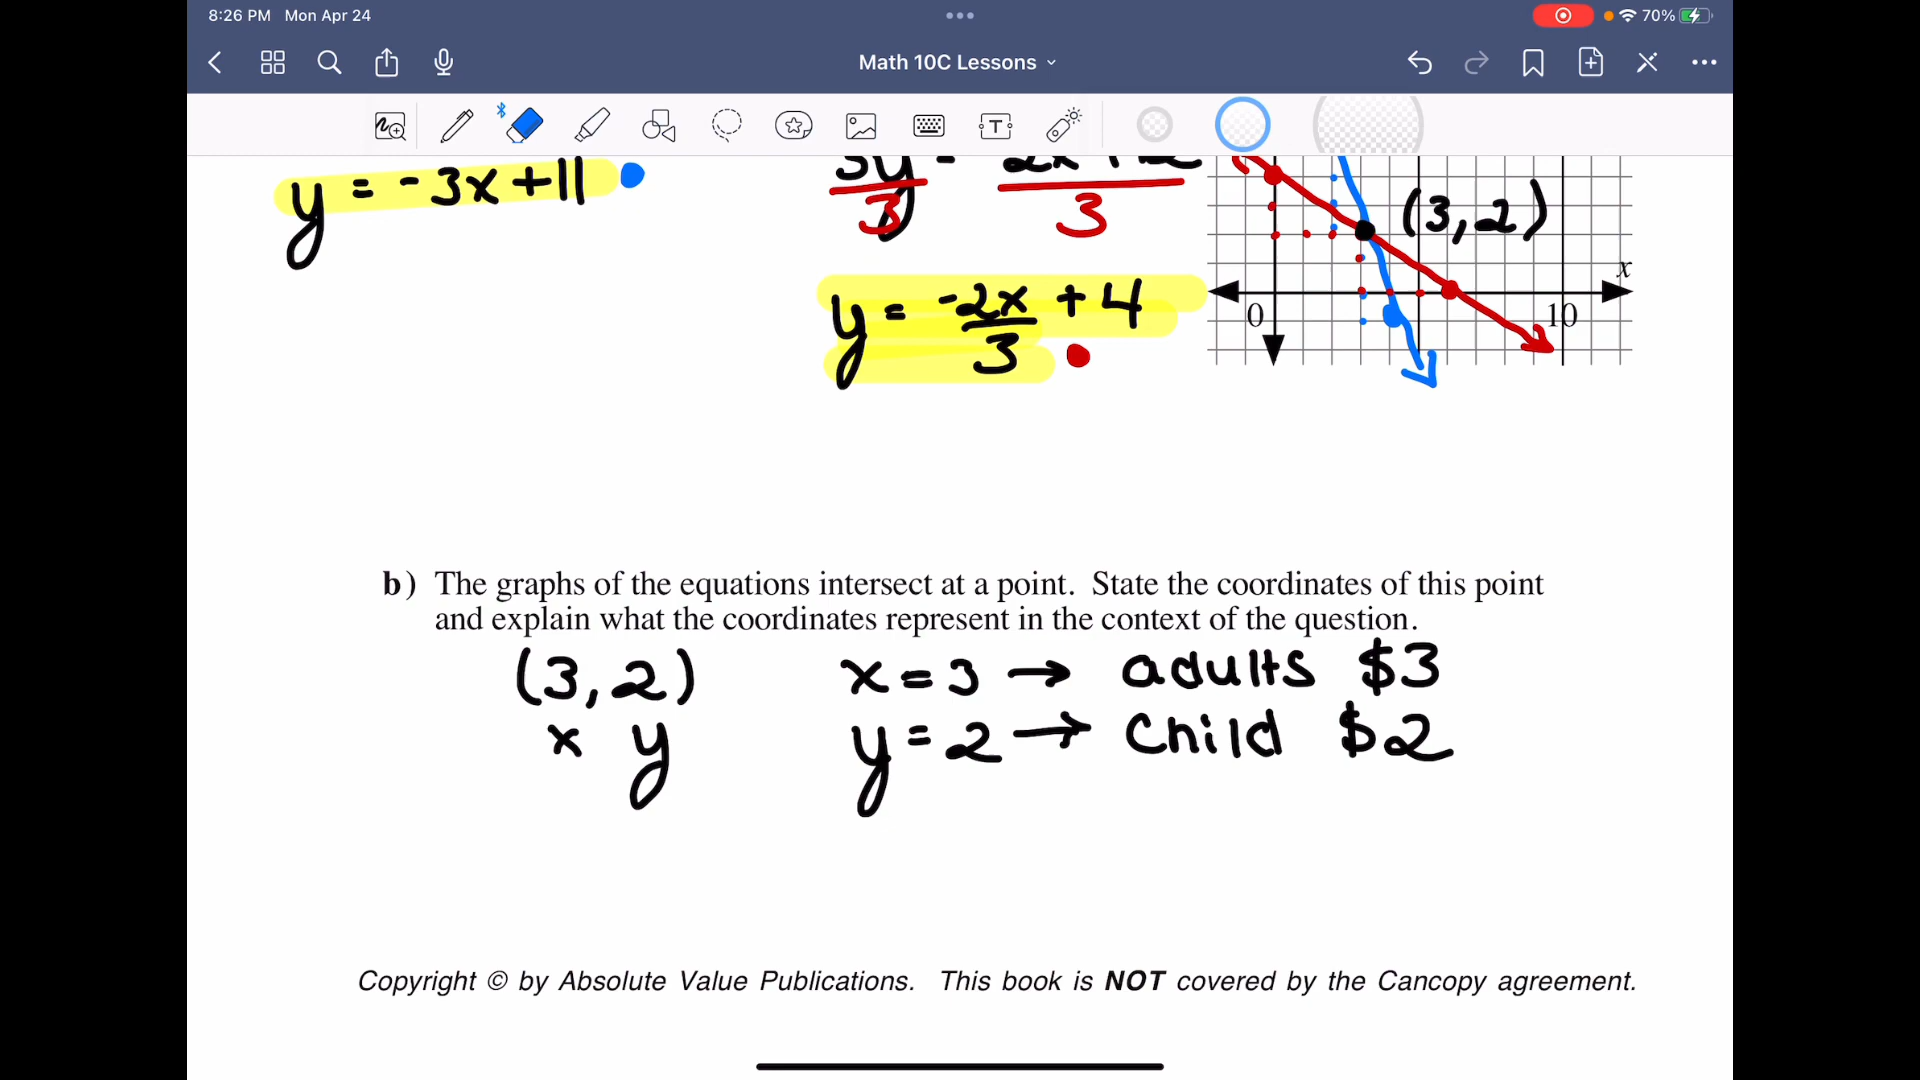 8:26 PM Mon Apr 24
70%
Math 10C Lessons
T
y = -3x+11
3y = -2x+12
3 3
y = -2x + 4
3
(3,2)
x
0
10
b) The graphs of the equations intersect at a point. State the coordinates of this point
and explain what the coordinates represent in the context of the question.
(3,2) x=3 → adults $3
x y y=2 → Child $2
Copyright © by Absolute Value Publications. This book is NOT covered by the Cancopy agreement.